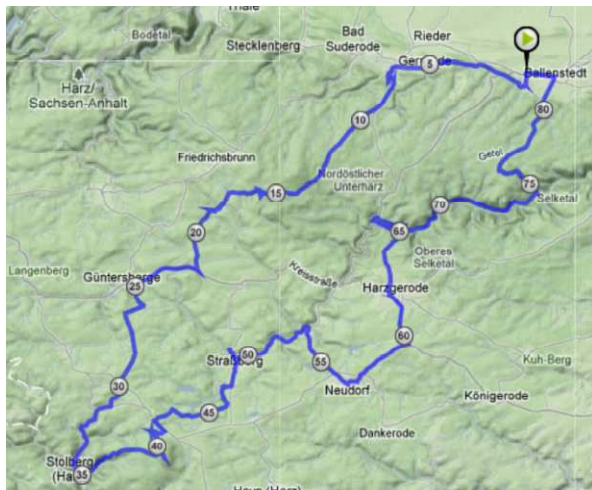 Thale
Bodetal
Bad
Suderode
Rieder
Stecklenberg
Gernrode
5
Ballenstedt
Harz/
Sachsen-Anhalt
80
10
Friedrichsbrunn
Getel
Nordöstlicher
Unterharz
75
15
Selketal
70
20
65
Oberes
Selketal
Langenberg
Güntersberge
Kreisstraße
25
Harzgerode
60
50
Straßberg
55
Kuh-Berg
30
Neudorf
Königerode
45
Dankerode
40
Stolberg
35